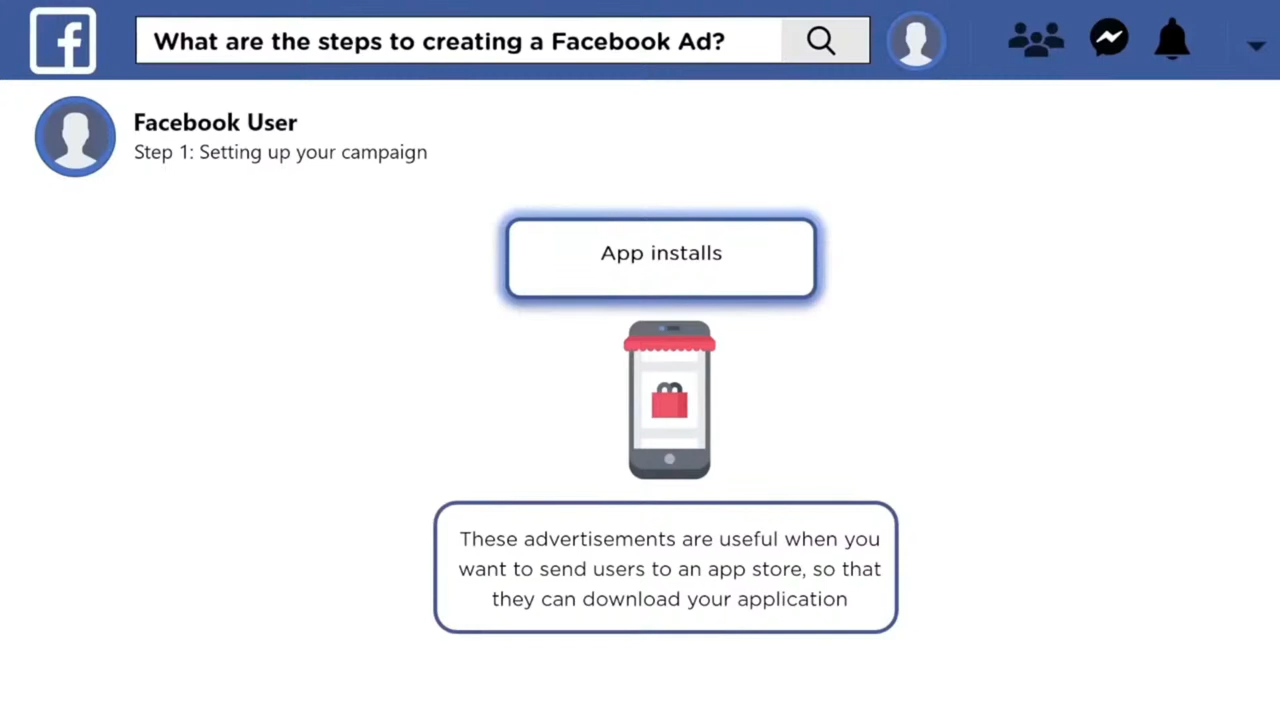 What are the steps to creating a Facebook Ad?
Facebook User
Step 1: Setting up your campaign
App installs
These advertisements are useful when you
want to send users to an app store, so that
they can download your application